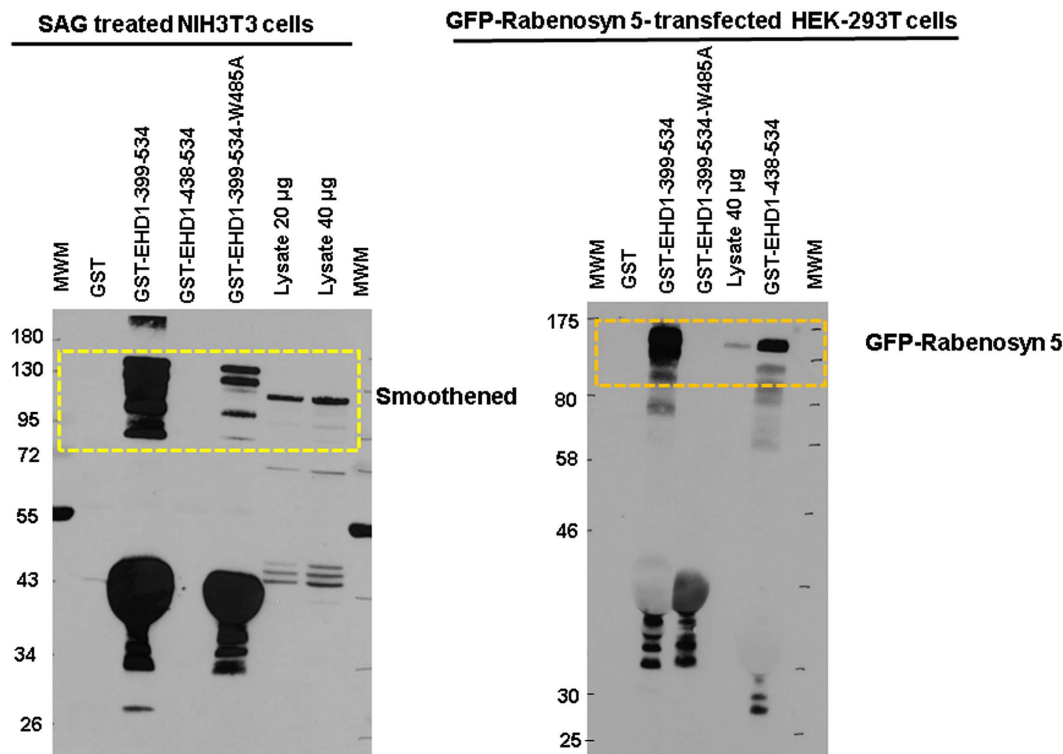 SAG treated NIH3T3 cells
MWM
GST
GST-EHD1-399-534
GST-EHD1-438-534
GST-EHD1-399-534-W485A
Lysate 20 µg
Lysate 40 µg
MWM
180
130
95
72
55
43
34
26
Smoothened
GFP-Rabenosyn 5-transfected HEK-293T cells
MWM
GST
GST-EHD1-399-534
GST-EHD1-399-534-W485A
Lysate 40 µg
GST-EHD1-438-534
MWM
175
80
58
46
30
25
GFP-Rabenosyn 5